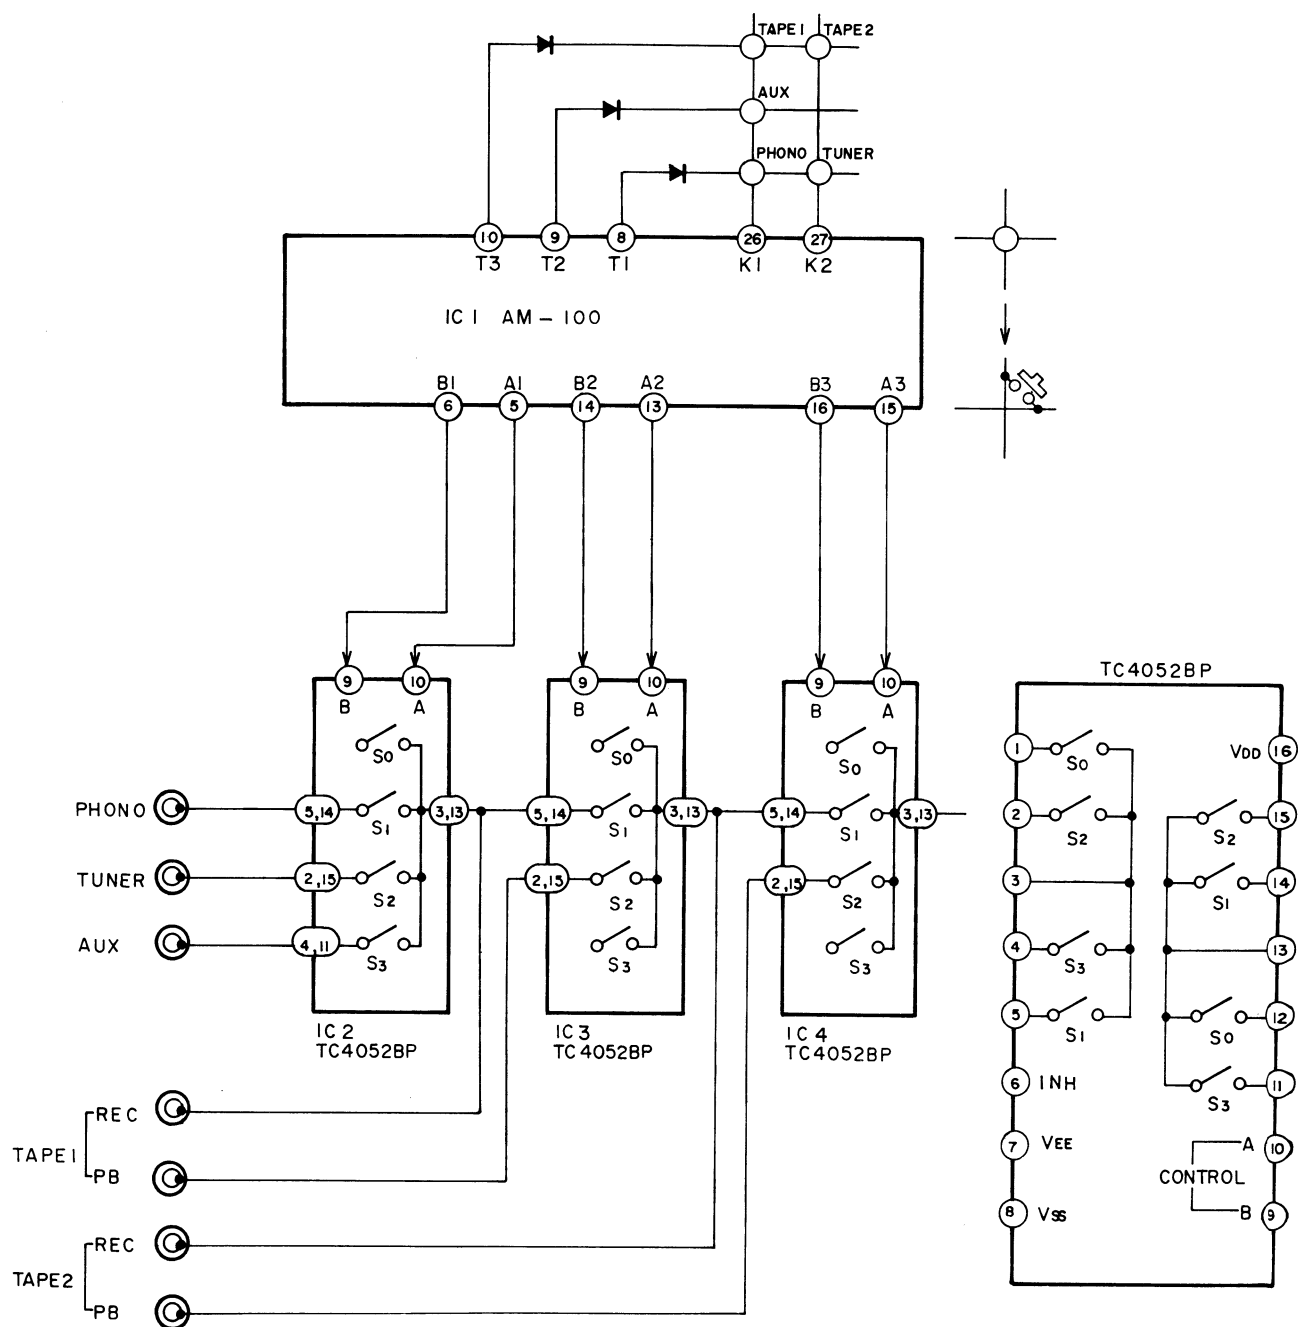 TAPE1 TAPE2
AUX
PHONO TUNER
10 9 8 26 27
T3 T2 T1 K1 K2
IC1 AM-100
B1 A1 B2 A2 B3 A3
6 5 14 13 16 15
9 10 9 10 9 10
B A B A B A
S0 S0 S0
PHONO 5,14 S1 3,13 5,14 S1 3,13 5,14 S1 3,13
TUNER 2,15 S2 2,15 S2 2,15 S2
AUX 4,11 S3 S3 S3
IC2 IC3 IC4
TC4052BP TC4052BP TC4052BP
TAPE1
REC
PB
TAPE2
REC
PB
TC4052BP
1 S0 VDD 16
2 S2 S2 15
3 S1 14
4 S3 13
5 S1 S0 12
6 INH S3 11
7 VEE A 10
CONTROL
8 VSS B 9